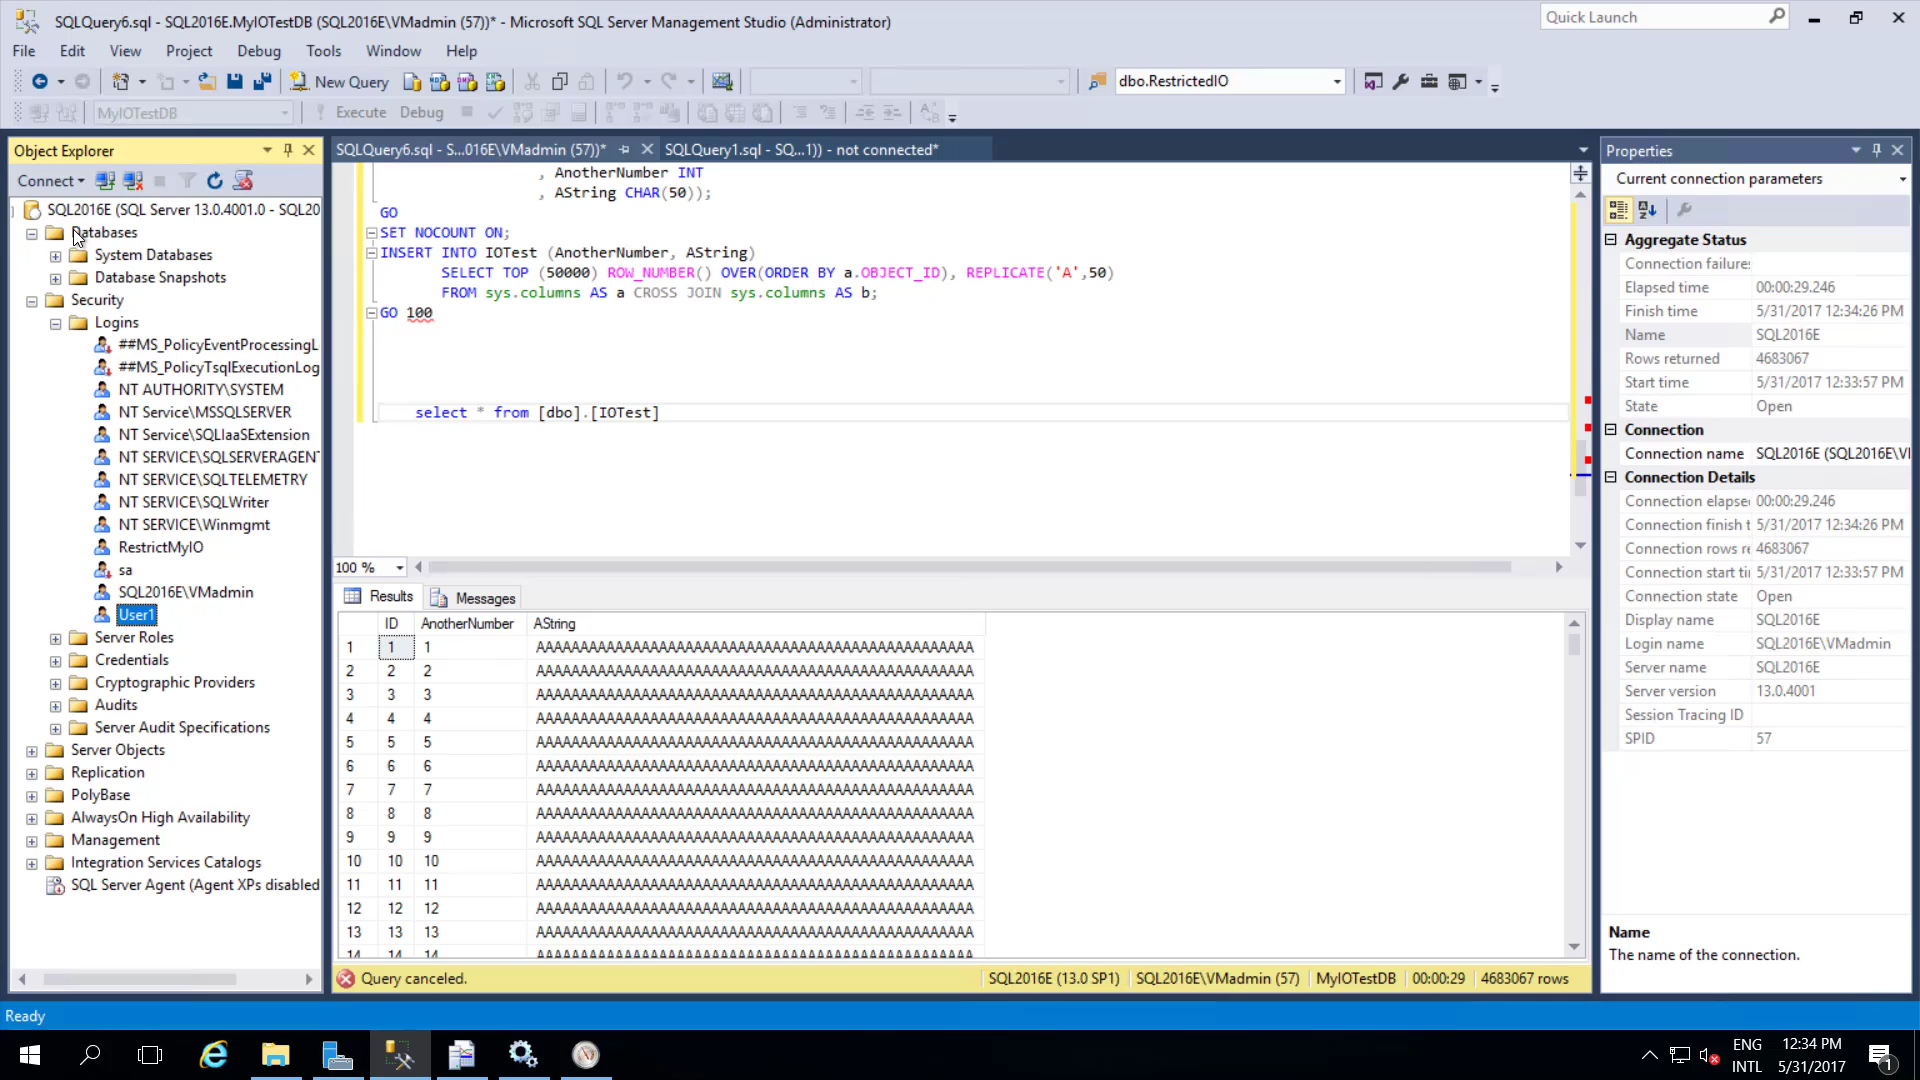 SQLQuery6.sql - SQL2016E.MyIOTestDB (SQL2016E\VMadmin (57))* - Microsoft SQL Server Management Studio (Administrator)
Quick Launch
File Edit View Project Debug Tools Window Help
New Query
dbo.RestrictedIO
MyIOTestDB
Execute Debug
Object Explorer
Connect
SQL2016E (SQL Server 13.0.4001.0 - SQL20
Databases
System Databases
Database Snapshots
Security
Logins
##MS_PolicyEventProcessingL
##MS_PolicyTsqlExecutionLog
NT AUTHORITY\SYSTEM
NT Service\MSSQLSERVER
NT Service\SQLIaaSExtension
NT SERVICE\SQLSERVERAGENT
NT SERVICE\SQLTELEMETRY
NT SERVICE\SQLWriter
NT SERVICE\Winmgmt
RestrictMyIO
sa
SQL2016E\VMadmin
User1
Server Roles
Credentials
Cryptographic Providers
Audits
Server Audit Specifications
Server Objects
Replication
PolyBase
AlwaysOn High Availability
Management
Integration Services Catalogs
SQL Server Agent (Agent XPs disabled
SQLQuery6.sql - S...016E\VMadmin (57))*
SQLQuery1.sql - SQ...1)) - not connected*
, AnotherNumber INT
, AString CHAR(50));
GO
SET NOCOUNT ON;
INSERT INTO IOTest (AnotherNumber, AString)
SELECT TOP (50000) ROW_NUMBER() OVER(ORDER BY a.OBJECT_ID), REPLICATE('A',50)
FROM sys.columns AS a CROSS JOIN sys.columns AS b;
GO 100
select * from [dbo].[IOTest]
100 %
Results Messages
ID AnotherNumber AString
1 1 1 AAAAAAAAAAAAAAAAAAAAAAAAAAAAAAAAAAAAAAAAAAAAAAAAAA
2 2 2 AAAAAAAAAAAAAAAAAAAAAAAAAAAAAAAAAAAAAAAAAAAAAAAAAA
3 3 3 AAAAAAAAAAAAAAAAAAAAAAAAAAAAAAAAAAAAAAAAAAAAAAAAAA
4 4 4 AAAAAAAAAAAAAAAAAAAAAAAAAAAAAAAAAAAAAAAAAAAAAAAAAA
5 5 5 AAAAAAAAAAAAAAAAAAAAAAAAAAAAAAAAAAAAAAAAAAAAAAAAAA
6 6 6 AAAAAAAAAAAAAAAAAAAAAAAAAAAAAAAAAAAAAAAAAAAAAAAAAA
7 7 7 AAAAAAAAAAAAAAAAAAAAAAAAAAAAAAAAAAAAAAAAAAAAAAAAAA
8 8 8 AAAAAAAAAAAAAAAAAAAAAAAAAAAAAAAAAAAAAAAAAAAAAAAAAA
9 9 9 AAAAAAAAAAAAAAAAAAAAAAAAAAAAAAAAAAAAAAAAAAAAAAAAAA
10 10 10 AAAAAAAAAAAAAAAAAAAAAAAAAAAAAAAAAAAAAAAAAAAAAAAAAA
11 11 11 AAAAAAAAAAAAAAAAAAAAAAAAAAAAAAAAAAAAAAAAAAAAAAAAAA
12 12 12 AAAAAAAAAAAAAAAAAAAAAAAAAAAAAAAAAAAAAAAAAAAAAAAAAA
13 13 13 AAAAAAAAAAAAAAAAAAAAAAAAAAAAAAAAAAAAAAAAAAAAAAAAAA
14 14 14 AAAAAAAAAAAAAAAAAAAAAAAAAAAAAAAAAAAAAAAAAAAAAAAAAA
Query canceled.
SQL2016E (13.0 SP1) SQL2016E\VMadmin (57) MyIOTestDB 00:00:29 4683067 rows
Properties
Current connection parameters
Aggregate Status
Connection failures
Elapsed time 00:00:29.246
Finish time 5/31/2017 12:34:26 PM
Name SQL2016E
Rows returned 4683067
Start time 5/31/2017 12:33:57 PM
State Open
Connection
Connection name SQL2016E (SQL2016E\VI
Connection Details
Connection elapse 00:00:29.246
Connection finish t 5/31/2017 12:34:26 PM
Connection rows re 4683067
Connection start ti 5/31/2017 12:33:57 PM
Connection state Open
Display name SQL2016E
Login name SQL2016E\VMadmin
Server name SQL2016E
Server version 13.0.4001
Session Tracing ID
SPID 57
Name
The name of the connection.
Ready
ENG
INTL
12:34 PM
5/31/2017
1